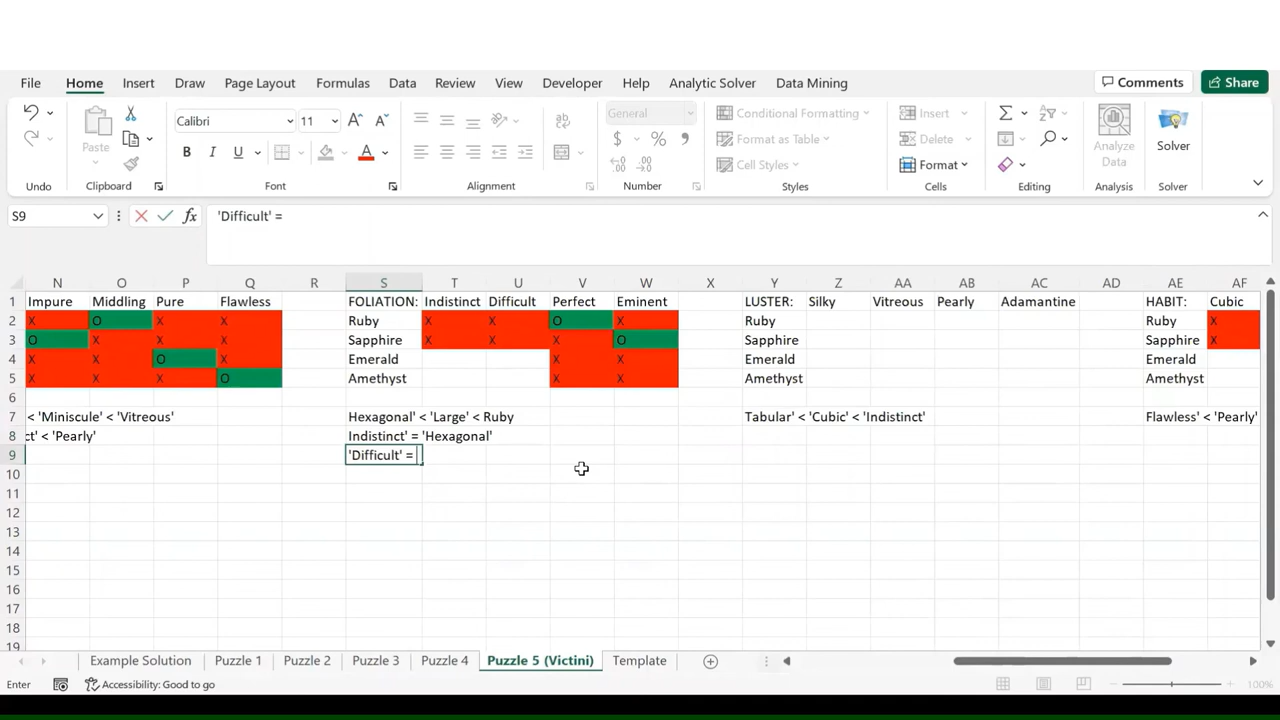 File Home Insert Draw Page Layout Formulas Data Review View Developer Help Analytic Solver Data Mining Comments Share
Calibri 11 General Conditional Formatting Insert
Paste B I U Format as Table Delete Analyze Data Solver
Cell Styles Format
Undo Clipboard Font Alignment Number Styles Cells Editing Analysis Solver
S9 fx 'Difficult' =
N O P Q R S T U V W X Y Z AA AB AC AD AE AF
1 Impure Middling Pure Flawless FOLIATION: Indistinct Difficult Perfect Eminent LUSTER: Silky Vitreous Pearly Adamantine HABIT: Cubic
2 X O X X Ruby X X O X Ruby Ruby X
3 O X X X Sapphire X X X O Sapphire Sapphire X
4 X X O X Emerald X X Emerald Emerald
5 X X X O Amethyst X X Amethyst Amethyst
6
7 < 'Miniscule' < 'Vitreous' Hexagonal' < 'Large' < Ruby Tabular' < 'Cubic' < 'Indistinct' Flawless' < 'Pearly'
8 ct' < 'Pearly' Indistinct' = 'Hexagonal'
9 'Difficult' =
10
11
12
13
14
15
16
17
18
19
Example Solution Puzzle 1 Puzzle 2 Puzzle 3 Puzzle 4 Puzzle 5 (Victini) Template
Enter Accessibility: Good to go 100%